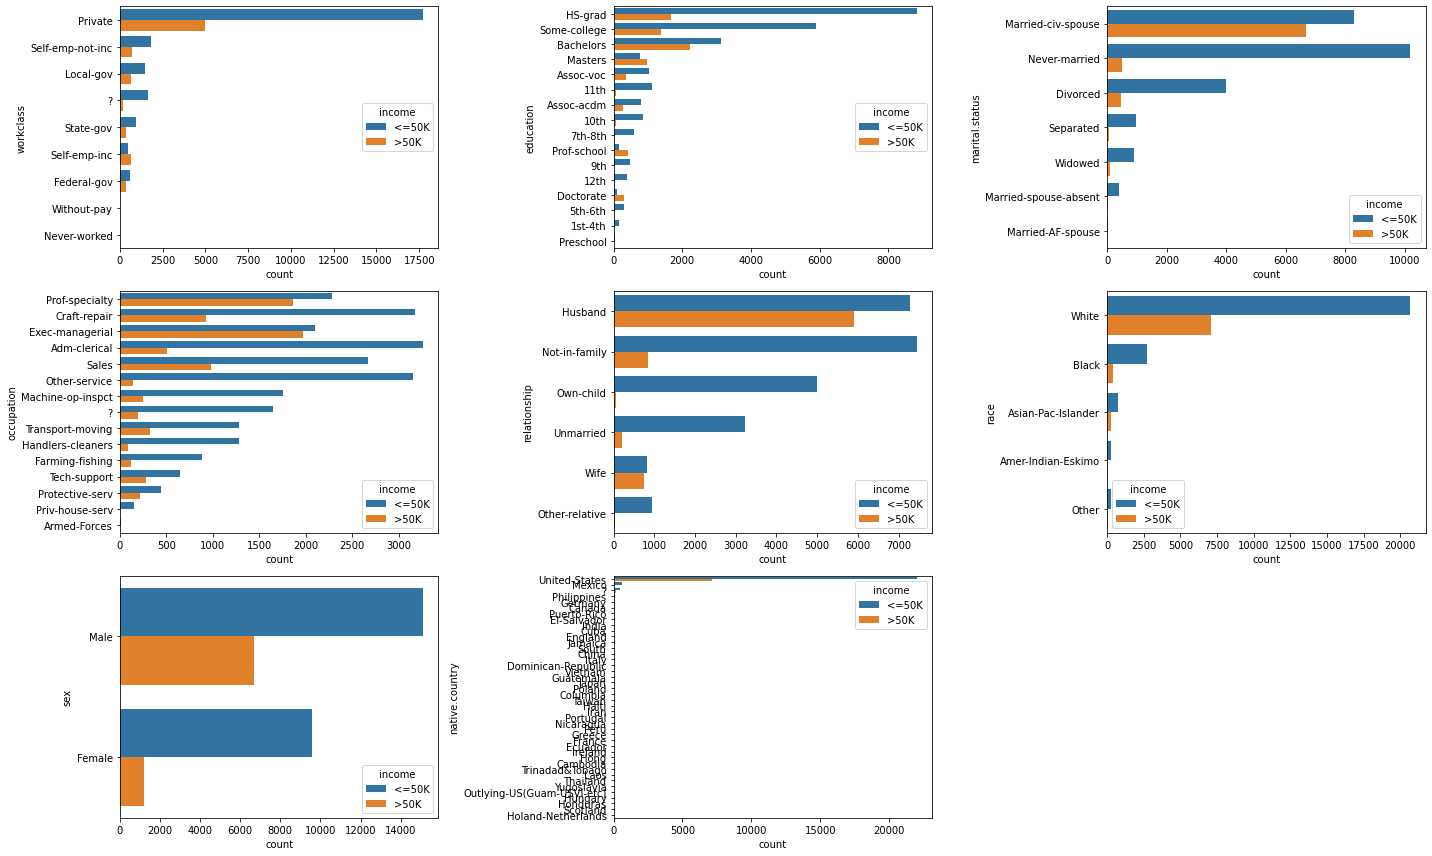 Private
Self-emp-not-inc
Local-gov
?
State-gov
Self-emp-inc
Federal-gov
Without-pay
Never-worked
workclass
income
<=50K
>50K
0 2500 5000 7500 10000 12500 15000 17500
count
HS-grad
Some-college
Bachelors
Masters
Assoc-voc
11th
Assoc-acdm
10th
7th-8th
Prof-school
9th
12th
Doctorate
5th-6th
1st-4th
Preschool
education
income
<=50K
>50K
0 2000 4000 6000 8000
count
Married-civ-spouse
Never-married
Divorced
Separated
Widowed
Married-spouse-absent
Married-AF-spouse
marital.status
income
<=50K
>50K
0 2000 4000 6000 8000 10000
count
Prof-specialty
Craft-repair
Exec-managerial
Adm-clerical
Sales
Other-service
Machine-op-inspct
?
Transport-moving
Handlers-cleaners
Farming-fishing
Tech-support
Protective-serv
Priv-house-serv
Armed-Forces
occupation
income
<=50K
>50K
0 500 1000 1500 2000 2500 3000
count
Husband
Not-in-family
Own-child
Unmarried
Wife
Other-relative
relationship
income
<=50K
>50K
0 1000 2000 3000 4000 5000 6000 7000
count
White
Black
Asian-Pac-Islander
Amer-Indian-Eskimo
Other
race
income
<=50K
>50K
0 2500 5000 7500 10000 12500 15000 17500 20000
count
Male
Female
sex
income
<=50K
>50K
0 2000 4000 6000 8000 10000 12000 14000
count
United-States
Mexico
?
Philippines
Germany
Canada
Puerto-Rico
El-Salvador
India
Cuba
England
Jamaica
South
China
Italy
Dominican-Republic
Vietnam
Guatemala
Japan
Poland
Columbia
Taiwan
Haiti
Iran
Portugal
Nicaragua
Peru
Greece
France
Ecuador
Ireland
Hong
Cambodia
Trinadad&Tobago
Laos
Thailand
Yugoslavia
Outlying-US(Guam-USVI-etc)
Hungary
Honduras
Scotland
Holand-Netherlands
native.country
income
<=50K
>50K
0 5000 10000 15000 20000
count